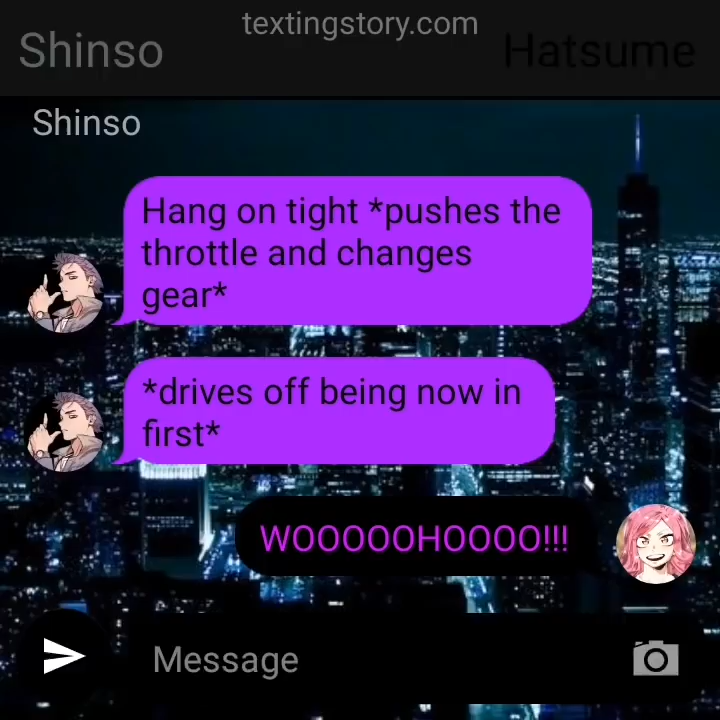 textingstory.com
Shinso
Hatsume
Shinso
Hang on tight *pushes the
throttle and changes
gear*
*drives off being now in
first*
WOOOOOHOOOO!!!
Message